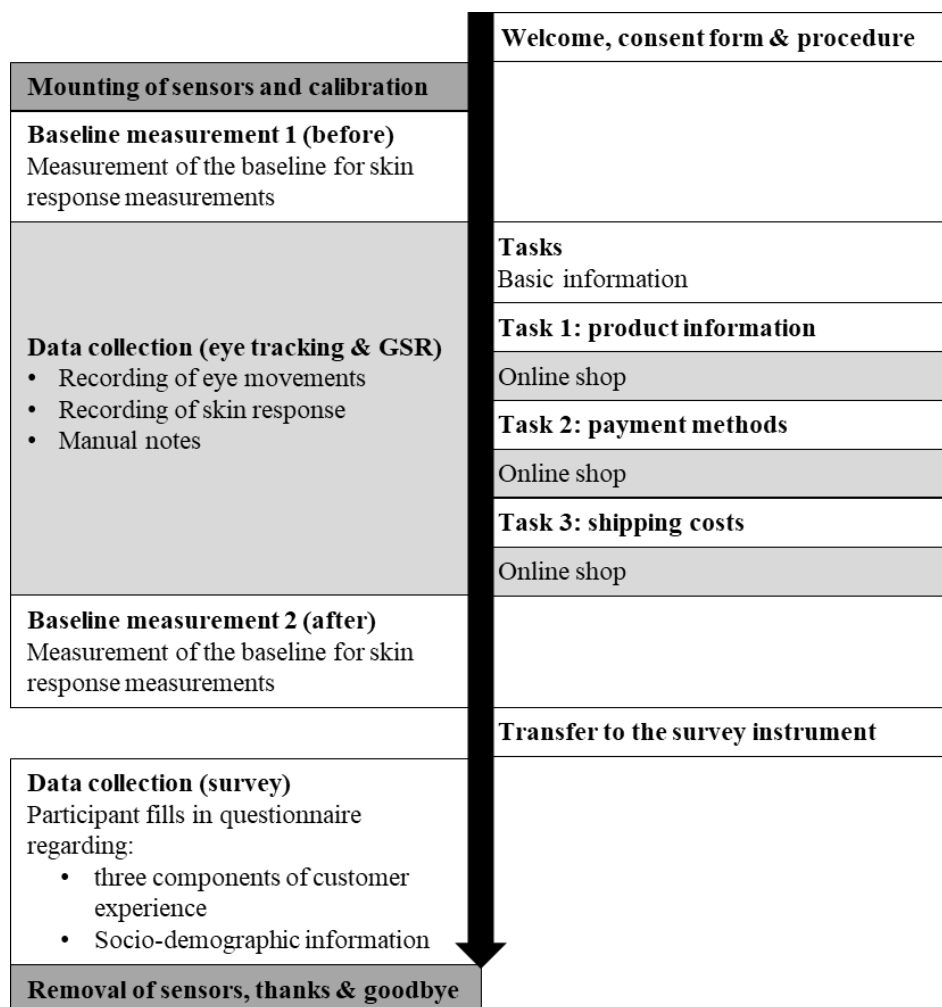 Welcome, consent form & procedure
Mounting of sensors and calibration
Baseline measurement 1 (before)
Measurement of the baseline for skin
response measurements
Tasks
Basic information
Task 1: product information
Online shop
Task 2: payment methods
Online shop
Task 3: shipping costs
Online shop
Data collection (eye tracking & GSR)
• Recording of eye movements
• Recording of skin response
• Manual notes
Baseline measurement 2 (after)
Measurement of the baseline for skin
response measurements
Transfer to the survey instrument
Data collection (survey)
Participant fills in questionnaire
regarding:
• three components of customer
experience
• Socio-demographic information
Removal of sensors, thanks & goodbye